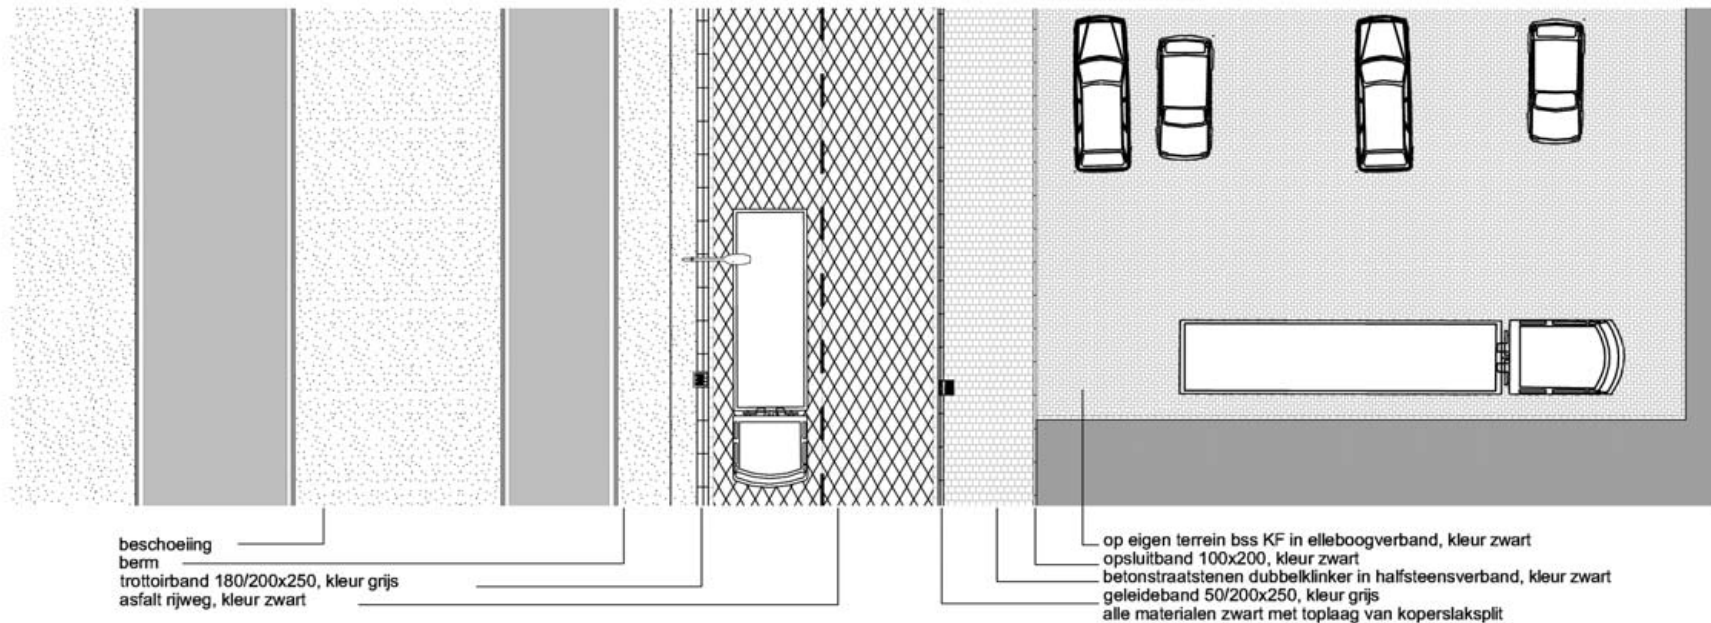 beschoeiing
berm
trottoirband 180/200x250, kleur grijs
asfalt rijweg, kleur zwart
op eigen terrein bss KF in elleboogverband, kleur zwart
opsluitband 100x200, kleur zwart
betonstraatstenen dubbelklinker in halfsteensverband, kleur zwart
geleideband 50/200x250, kleur grijs
alle materialen zwart met toplaag van koperslaksplit